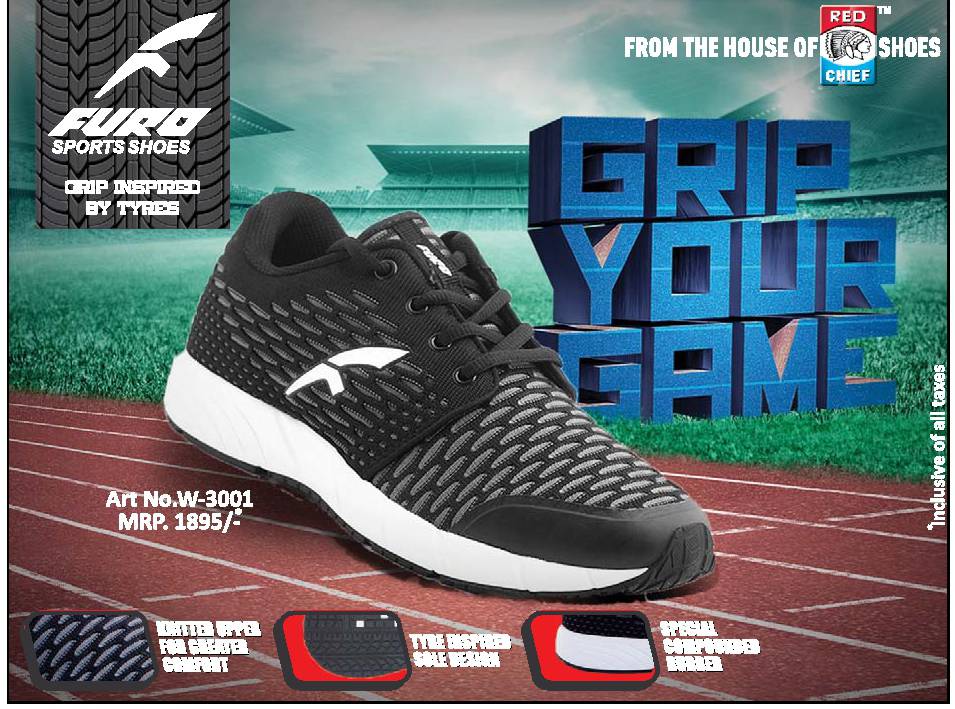 FURO
SPORTS SHOES
GRIP INSPIRED
BY TYRES
FROM THE HOUSE OF RED CHIEF ™ SHOES
GRIP
YOUR
GAME
FURO
Art No.W-3001
MRP. 1895/-*
*Inclusive of all taxes
KNITTED UPPER
FOR GREATER
COMFORT
TYRE INSPIRED
SOLE DESIGN
SPECIAL
COMPOUNDED
RUBBER